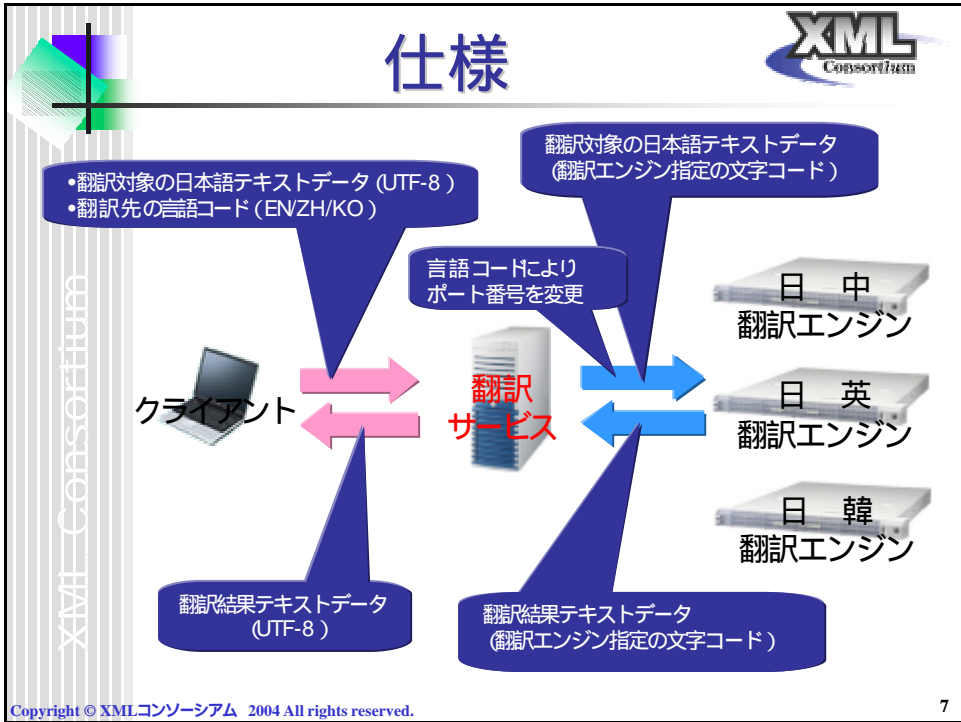 仕様
XML
Consortium
翻訳対象の日本語テキストデータ
(翻訳エンジン指定の文字コード)
•翻訳対象の日本語テキストデータ(UTF-8)
•翻訳先の言語コード(EN/ZH/KO)
言語コードにより
ポート番号を変更
日 中
翻訳エンジン
クライアント
翻訳
サービス
日 英
翻訳エンジン
日 韓
翻訳エンジン
翻訳結果テキストデータ
(UTF-8)
翻訳結果テキストデータ
(翻訳エンジン指定の文字コード)
XML Consortium
Copyright © XMLコンソーシアム 2004 All rights reserved.
7